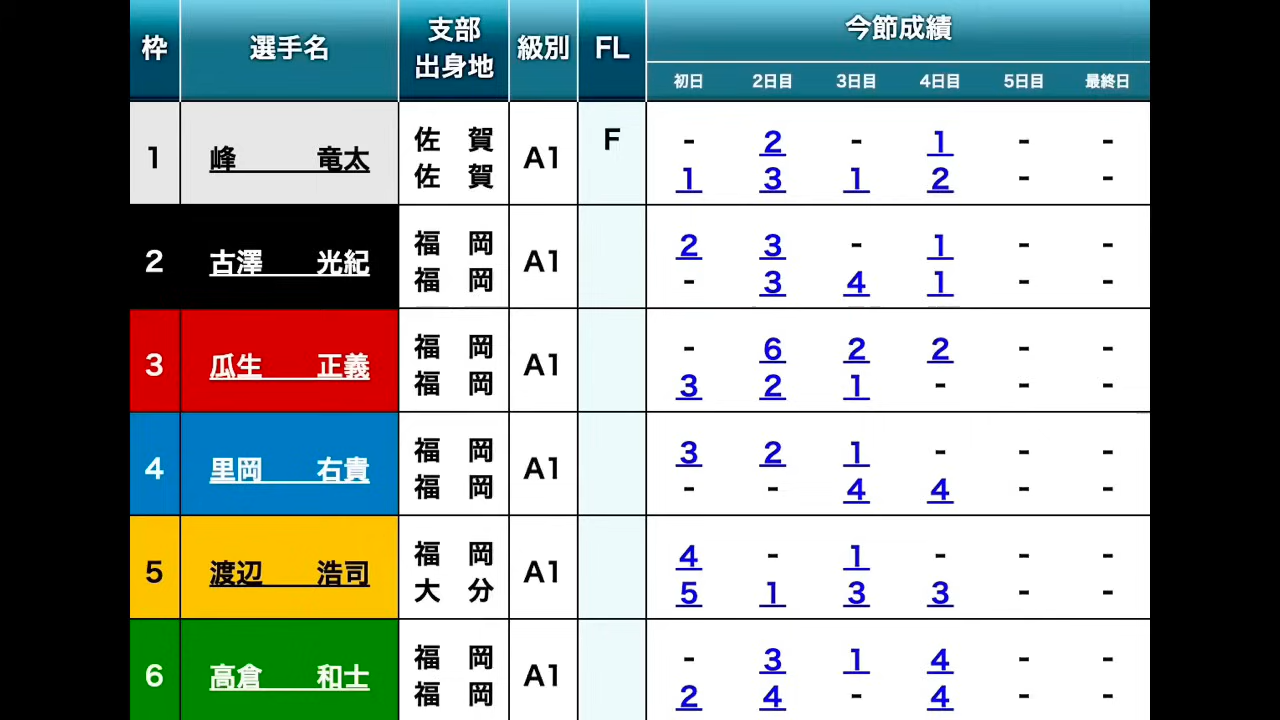 枠 選手名 支部 出身地 級別 FL 今節成績
初日 2日目 3日目 4日目 5日目 最終日
1 峰 竜太 佐 賀 A1 F - 2 - 1 - -
佐 賀 1 3 1 2 - -
2 古澤 光紀 福 岡 A1 2 3 - 1 - -
福 岡 - 3 4 1 - -
3 瓜生 正義 福 岡 A1 - 6 2 2 - -
福 岡 3 2 1 - - -
4 里岡 右貴 福 岡 A1 3 2 1 - - -
福 岡 - - 4 4 - -
5 渡辺 浩司 福 岡 A1 4 - 1 - - -
大 分 5 1 3 3 - -
6 高倉 和士 福 岡 A1 - 3 1 4 - -
福 岡 2 4 - 4 - -